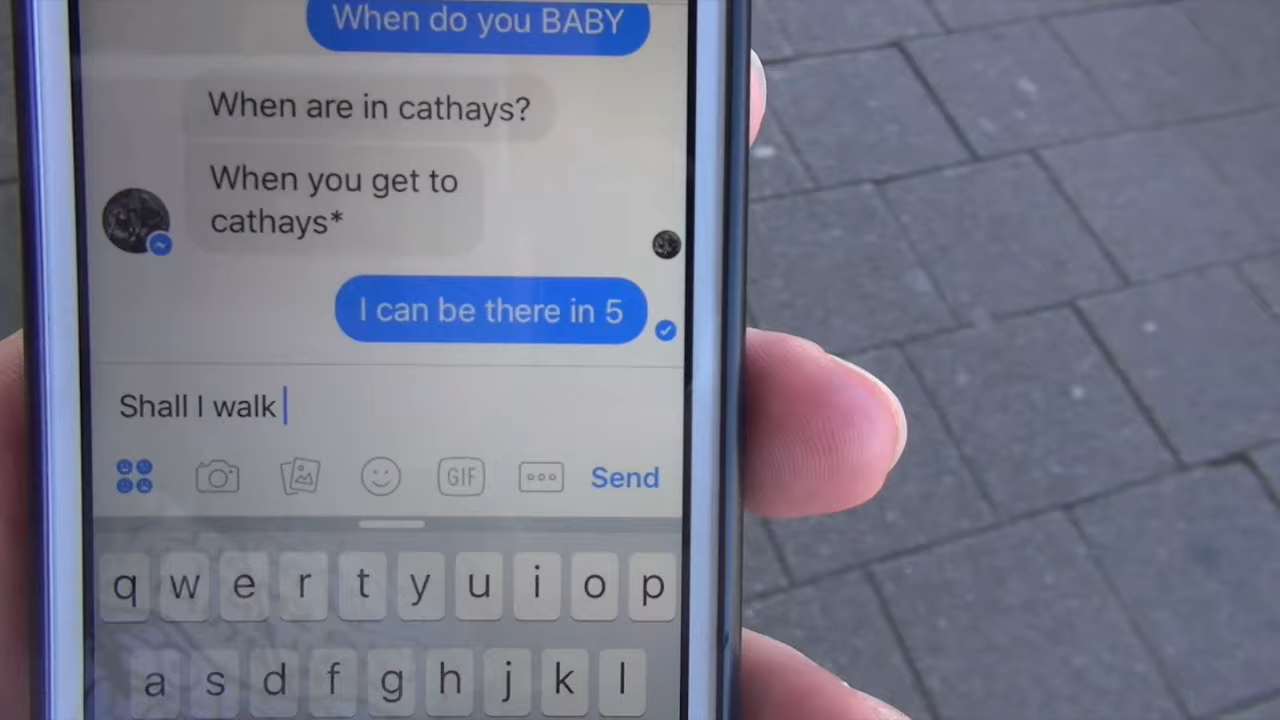 When do you BABY
When are in cathays?
When you get to
cathays*
I can be there in 5
Shall I walk
GIF
Send
q w e r t y u i o p
a s d f g h j k l